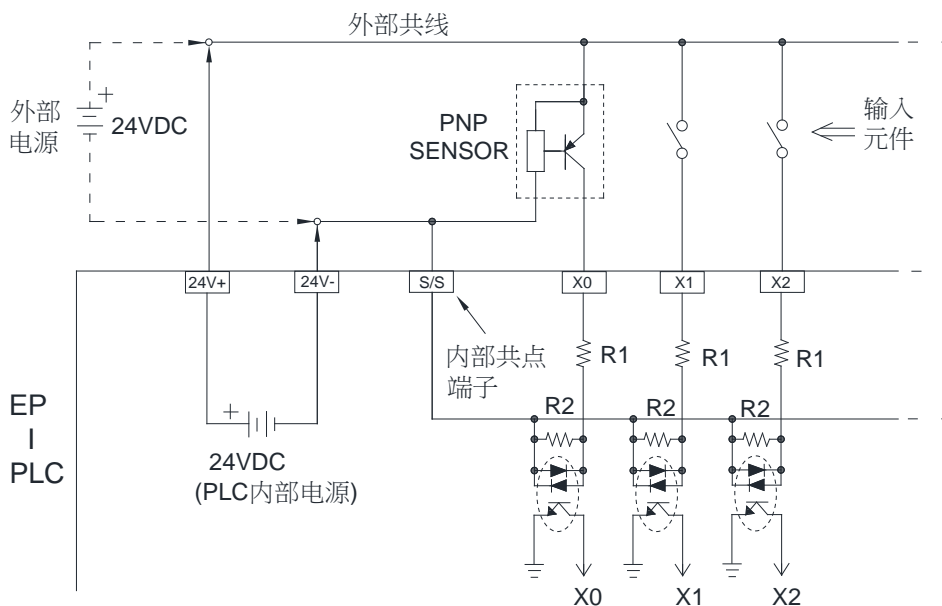 外部共线
+
外部
电源
24VDC
PNP
SENSOR
输入
元件
24V+
24V-
S/S
X0
X1
X2
内部共点
端子
R1
R1
R1
R2
R2
R2
EP
I
PLC
+
24VDC
(PLC内部电源)
X0
X1
X2